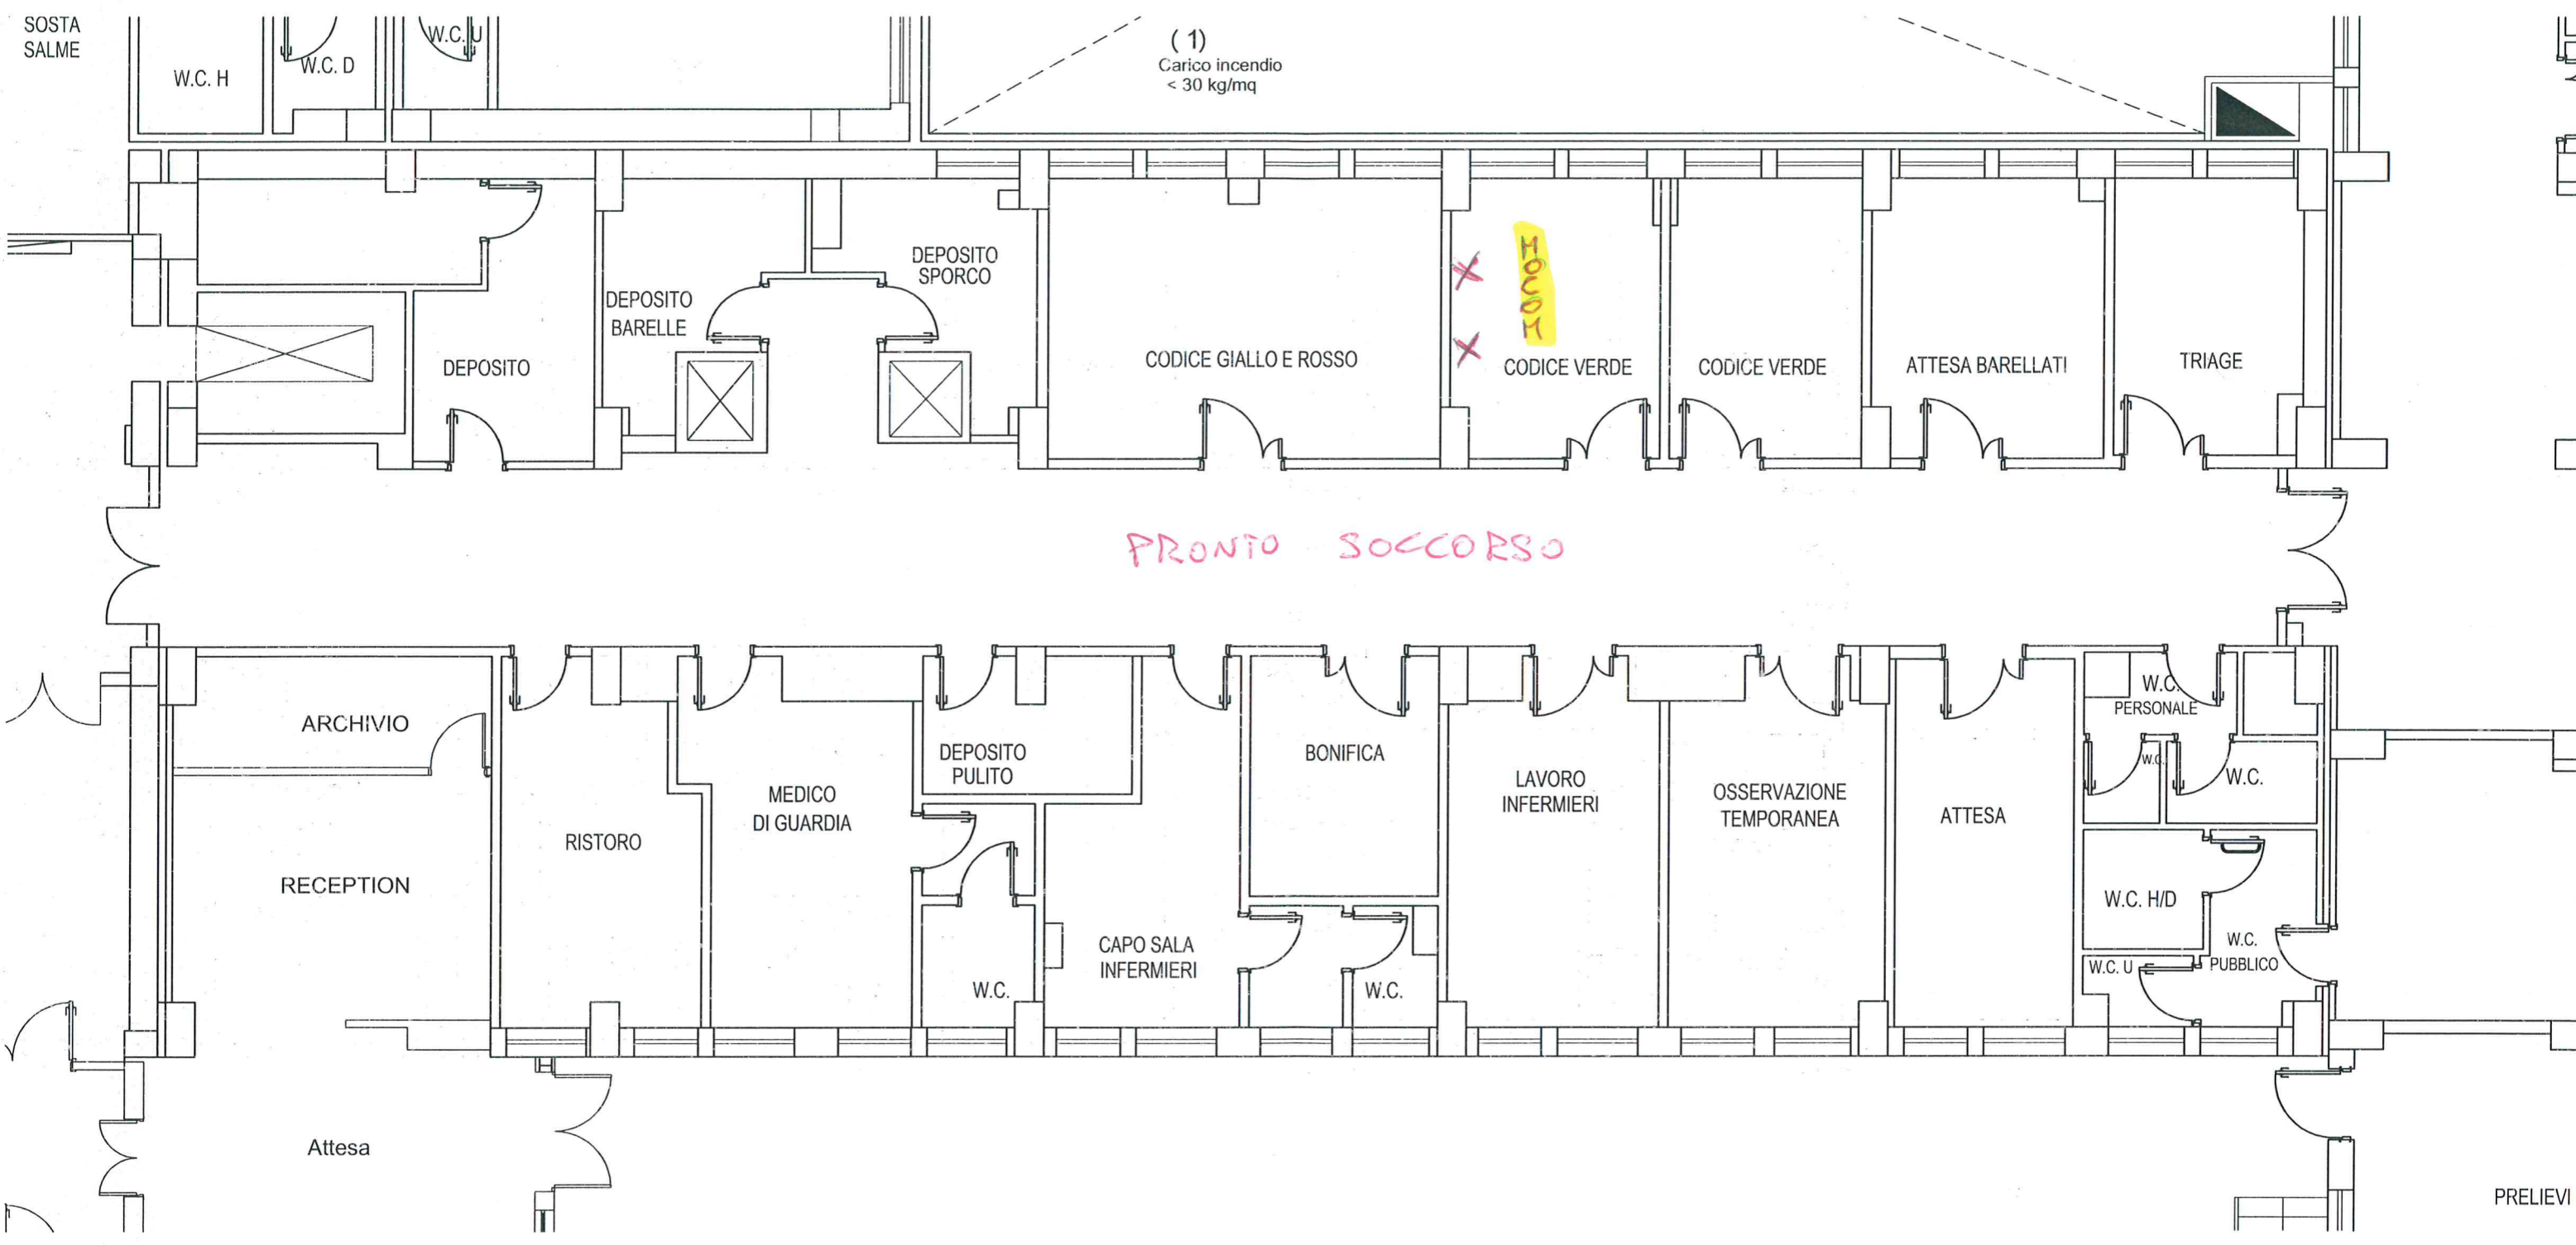 SOSTA
SALME
W.C. H
W.C. D
W.C. U
( 1)
Carico incendio
< 30 kg/mq
DEPOSITO
DEPOSITO
BARELLE
DEPOSITO
SPORCO
CODICE GIALLO E ROSSO
CODICE VERDE
CODICE VERDE
ATTESA BARELLATI
TRIAGE
PRONTO SOCCORSO
ARCHIVIO
RECEPTION
RISTORO
MEDICO
DI GUARDIA
DEPOSITO
PULITO
W.C.
CAPO SALA
INFERMIERI
BONIFICA
W.C.
LAVORO
INFERMIERI
OSSERVAZIONE
TEMPORANEA
ATTESA
W.C.
PERSONALE
W.C.
W.C.
W.C. H/D
W.C.
PUBBLICO
W.C. U
Attesa
PRELIEVI